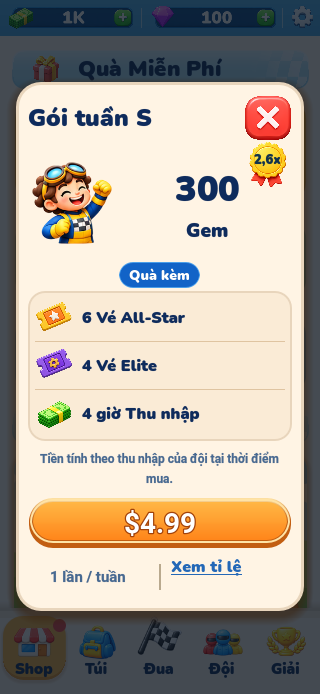 1K
100
Quà Miễn Phí
Gói tuần S
2,6x
300
Gem
Quà kèm
6 Vé All-Star
4 Vé Elite
4 giờ Thu nhập
Tiền tính theo thu nhập của đội tại thời điểm
mua.
$4.99
1 lần / tuần
Xem tỉ lệ
Shop
Túi
Đua
Đội
Giải